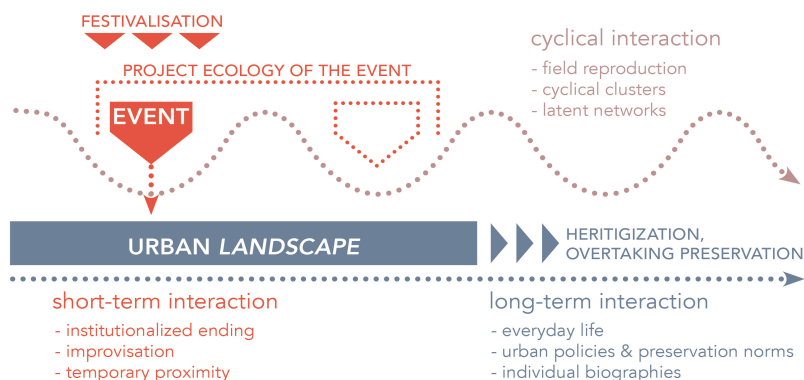 FESTIVALISATION
PROJECT ECOLOGY OF THE EVENT
EVENT
cyclical interaction
- field reproduction
- cyclical clusters
- latent networks
URBAN LANDSCAPE
HERITIGIZATION,
OVERTAKING PRESERVATION
short-term interaction
- institutionalized ending
- improvisation
- temporary proximity
long-term interaction
- everyday life
- urban policies & preservation norms
- individual biographies